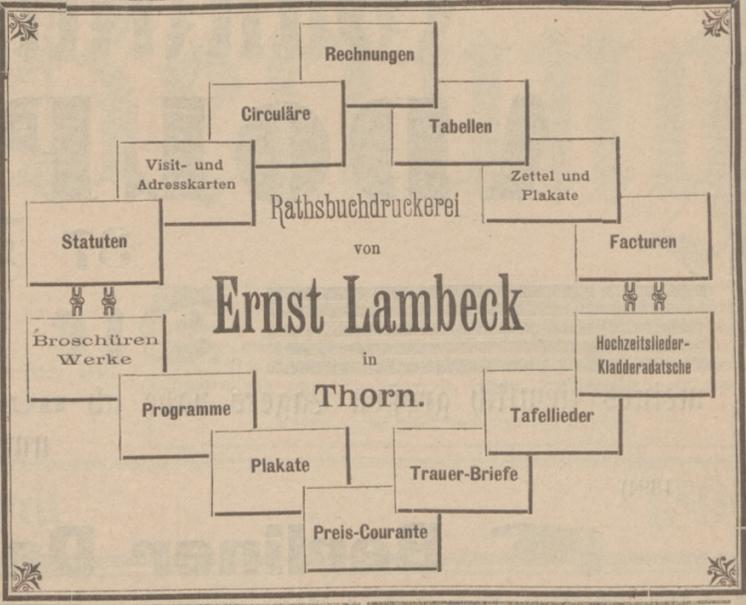 Rechnungen
Circuläre
Tabellen
Visit- und
Adresskarten
Zettel und
Plakate
Statuten
Facturen
Rathsbuchdruckerei
von
Ernst Lambeck
in
Thorn.
Broschüren
Werke
Hochzeitslieder-
Kladderadatsche
Programme
Tafellieder
Plakate
Trauer-Briefe
Preis-Courante